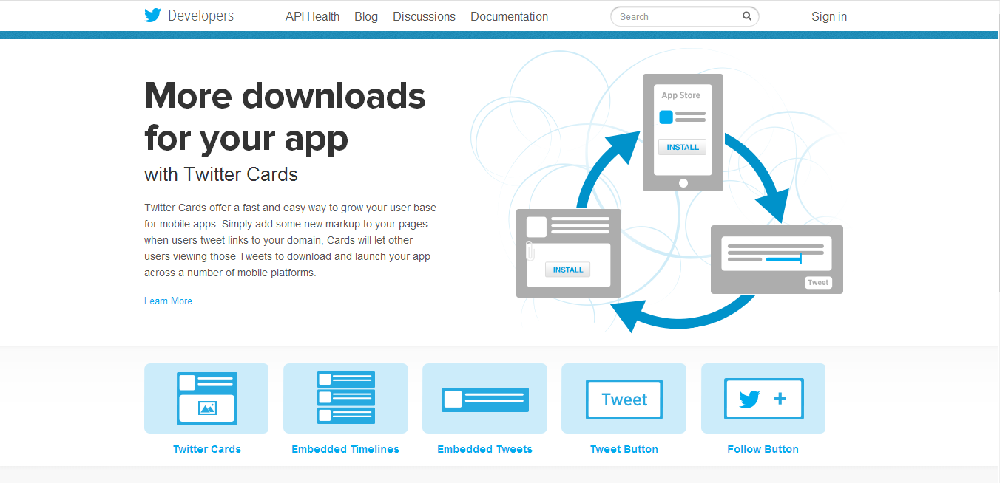 Developers API Health Blog Discussions Documentation Search Sign in
More downloads
for your app
with Twitter Cards
Twitter Cards offer a fast and easy way to grow your user base
for mobile apps. Simply add some new markup to your pages:
when users tweet links to your domain, Cards will let other
users viewing those Tweets to download and launch your app
across a number of mobile platforms.
Learn More
App Store
INSTALL
INSTALL
Tweet
Tweet
Twitter Cards
Embedded Timelines
Embedded Tweets
Tweet Button
Follow Button